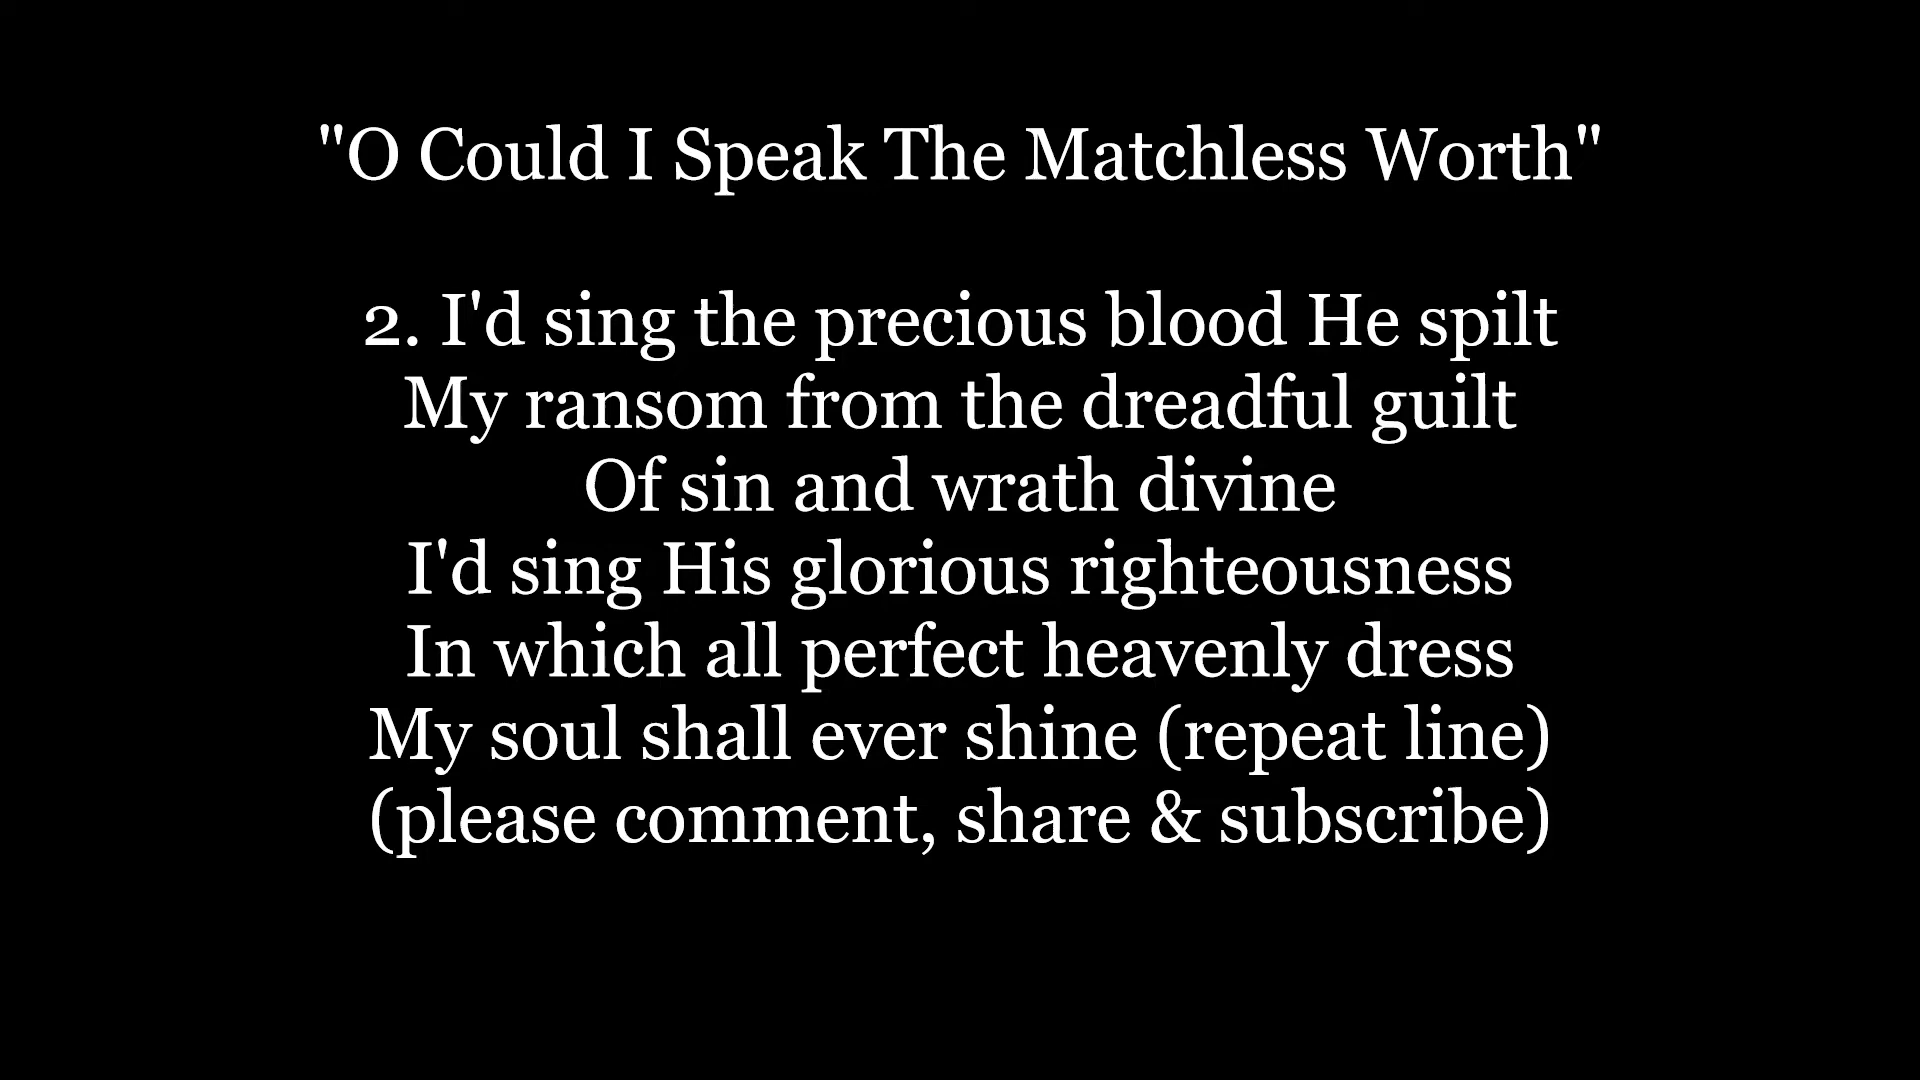 "O Could I Speak The Matchless Worth"
2. I'd sing the precious blood He spilt
My ransom from the dreadful guilt
Of sin and wrath divine
I'd sing His glorious righteousness
In which all perfect heavenly dress
My soul shall ever shine (repeat line)
(please comment, share & subscribe)